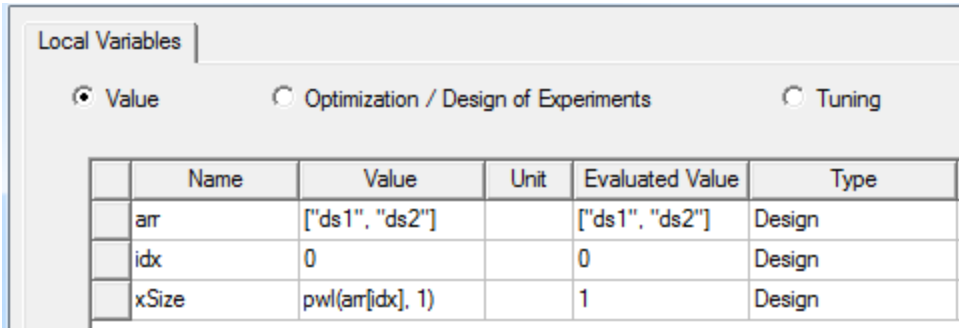 Local Variables
Value Optimization / Design of Experiments Tuning
Name Value Unit Evaluated Value Type
arr ["ds1", "ds2"] ["ds1", "ds2"] Design
idx 0 0 Design
xSize pwl(arr[idx], 1) 1 Design